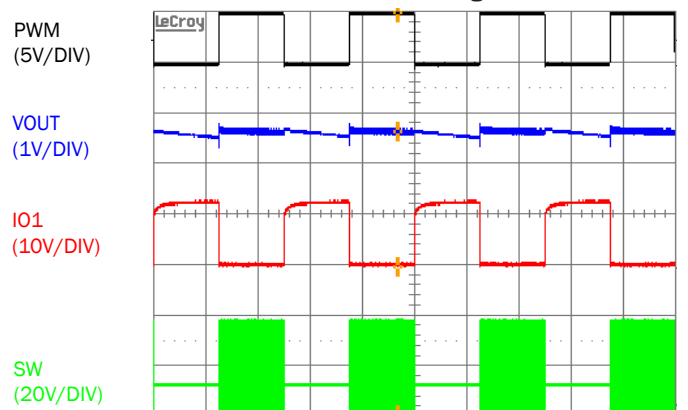 LeCroy
PWM
(5V/DIV)
VOUT
(1V/DIV)
IO1
(10V/DIV)
SW
(20V/DIV)